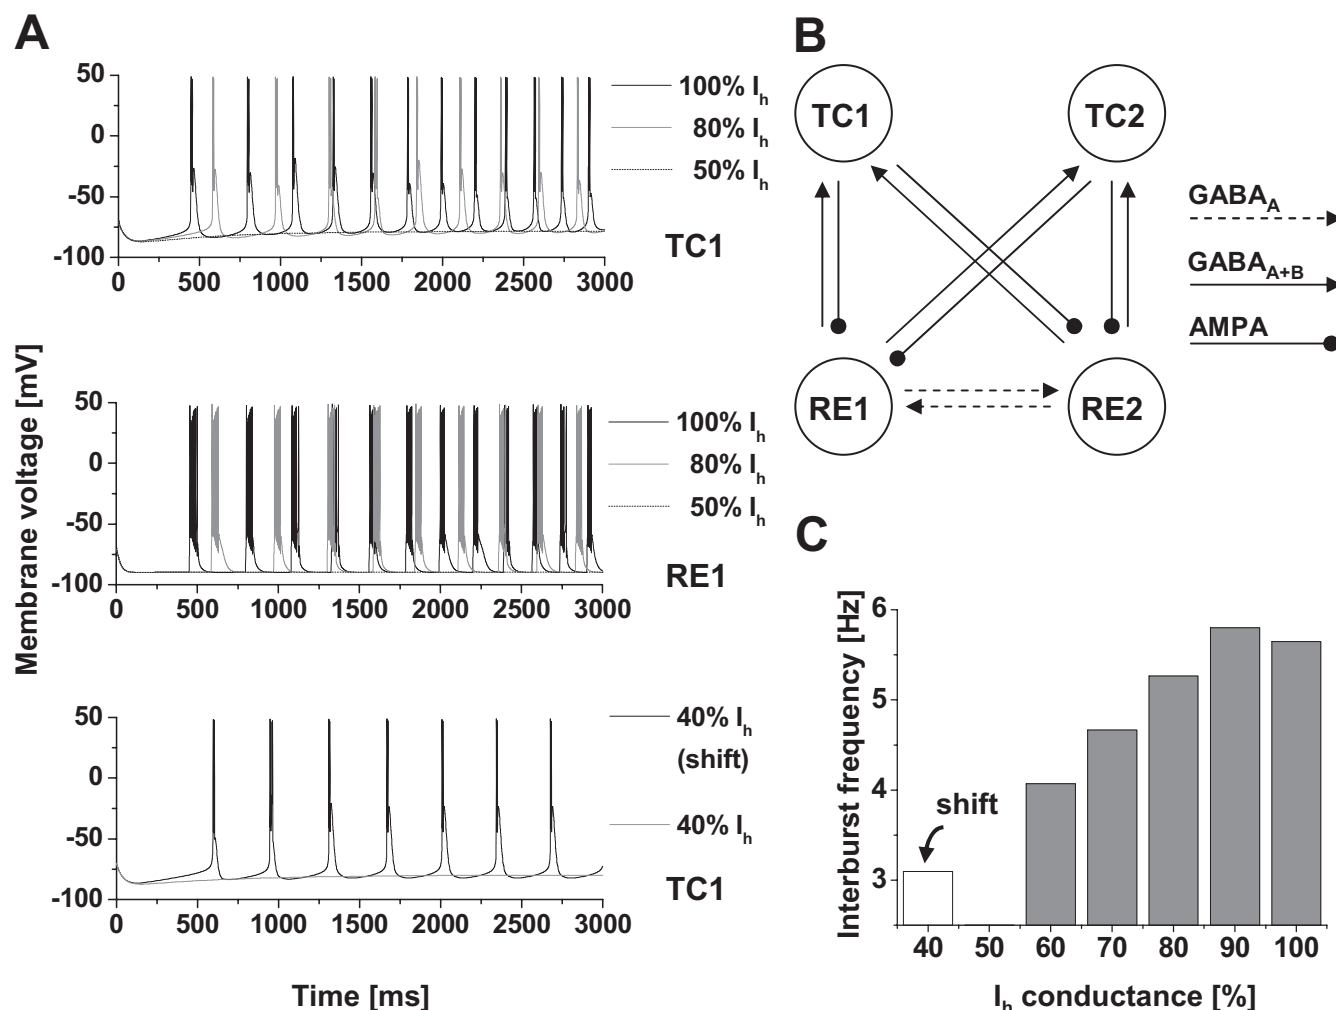 A
Membrane voltage [mV]
50
0
-50
-100
0 500 1000 1500 2000 2500 3000
100% Ih
80% Ih
50% Ih
TC1
50
0
-50
-100
0 500 1000 1500 2000 2500 3000
100% Ih
80% Ih
50% Ih
RE1
50
0
-50
-100
0 500 1000 1500 2000 2500 3000
40% Ih
(shift)
40% Ih
TC1
Time [ms]
B
TC1
TC2
RE1
RE2
GABAA
GABAA+B
AMPA
C
Interburst frequency [Hz]
6
5
4
3
shift
40 50 60 70 80 90 100
Ih conductance [%]